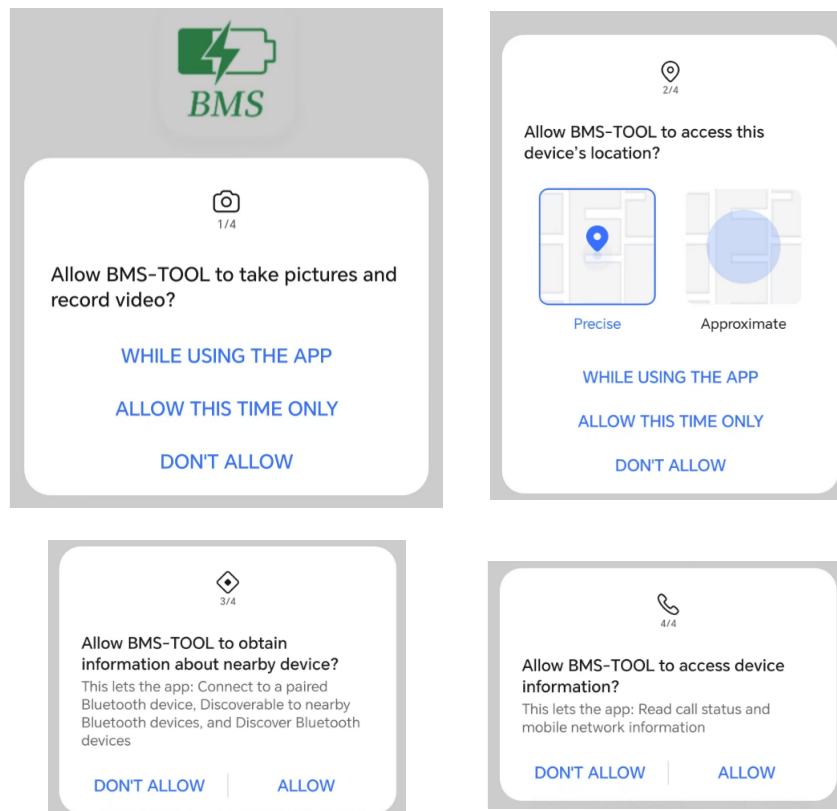 BMS
1/4
Allow BMS-TOOL to take pictures and
record video?
WHILE USING THE APP
ALLOW THIS TIME ONLY
DON'T ALLOW
2/4
Allow BMS-TOOL to access this
device's location?
Precise
Approximate
WHILE USING THE APP
ALLOW THIS TIME ONLY
DON'T ALLOW
3/4
Allow BMS-TOOL to obtain
information about nearby device?
This lets the app: Connect to a paired
Bluetooth device, Discoverable to nearby
Bluetooth devices, and Discover Bluetooth
devices
DON'T ALLOW
ALLOW
4/4
Allow BMS-TOOL to access device
information?
This lets the app: Read call status and
mobile network information
DON'T ALLOW
ALLOW